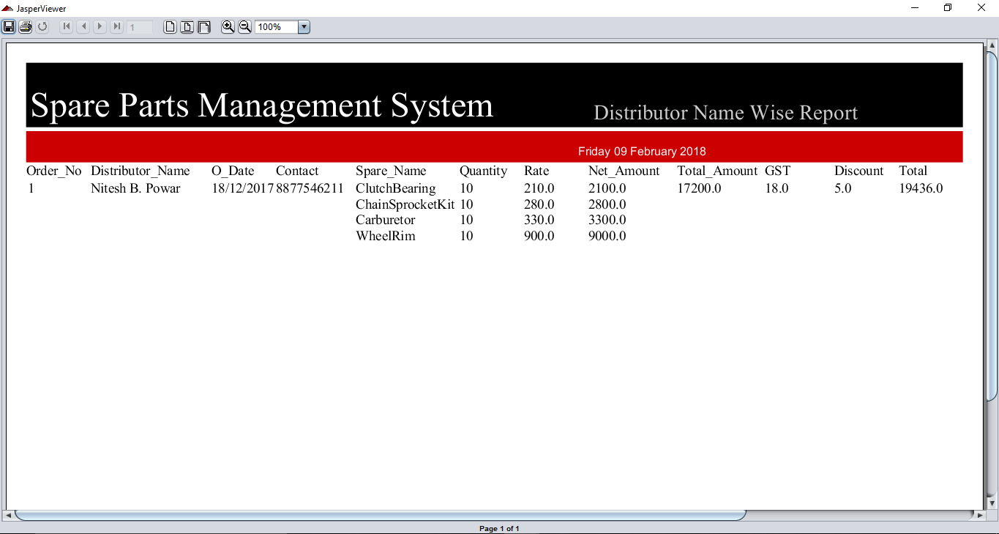 JasperViewer
1 100%
Spare Parts Management System Distributor Name Wise Report
Friday 09 February 2018
Order_No Distributor_Name O_Date Contact Spare_Name Quantity Rate Net_Amount Total_Amount GST Discount Total
1 Nitesh B. Powar 18/12/2017 8877546211 ClutchBearing 10 210.0 2100.0 17200.0 18.0 5.0 19436.0
ChainSprocketKit 10 280.0 2800.0
Carburetor 10 330.0 3300.0
WheelRim 10 900.0 9000.0
Page 1 of 1